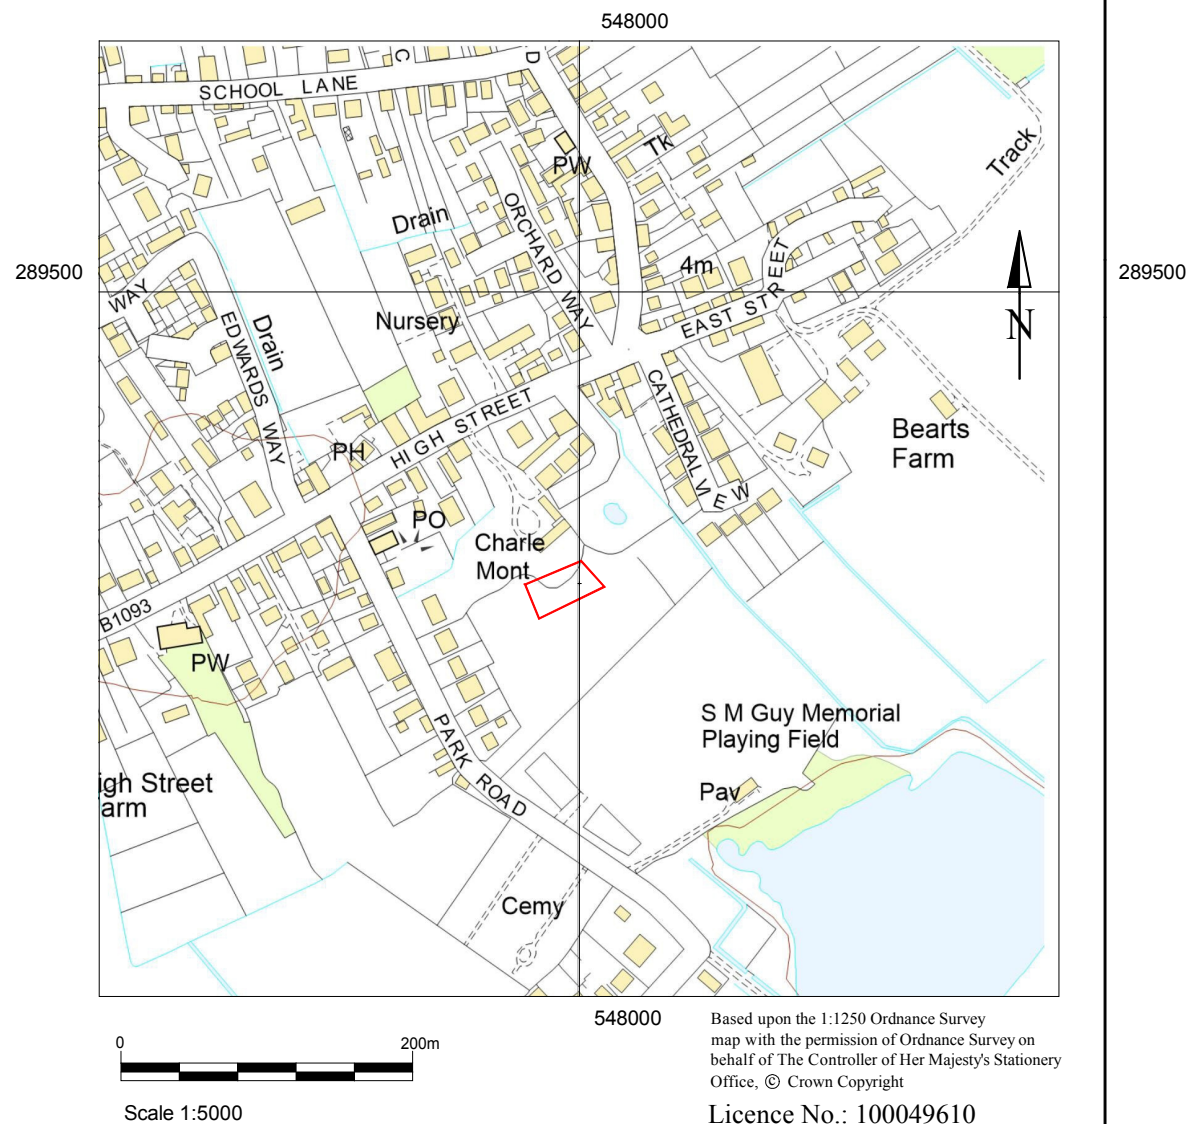 548000
C
D
SCHOOL LANE
PW
Tk
Track
Drain
ORCHARD WAY
4m
289500
289500
WAY
EAST STREET
Nursery
Drain
EDWARDS WAY
N
CATHEDRAL VIEW
HIGH STREET
PH
Bearts
Farm
PO
Charle
Mont
B1093
PW
S M Guy Memorial
Playing Field
PARK ROAD
igh Street
arm
Pav
Cemy
548000
0 200m
Scale 1:5000
Based upon the 1:1250 Ordnance Survey
map with the permission of Ordnance Survey on
behalf of The Controller of Her Majesty's Stationery
Office, © Crown Copyright
Licence No.: 100049610